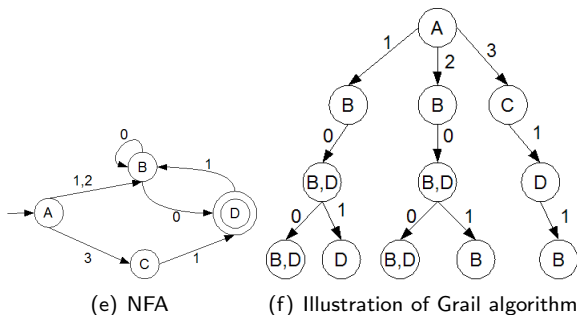 A
1 2 3
B B C
0 0 1
B,D B,D D
0 1 0 1 1
B,D D B,D B B
0
B
1,2
1
A
0
D
3
C
1
(e) NFA
(f) Illustration of Grail algorithm